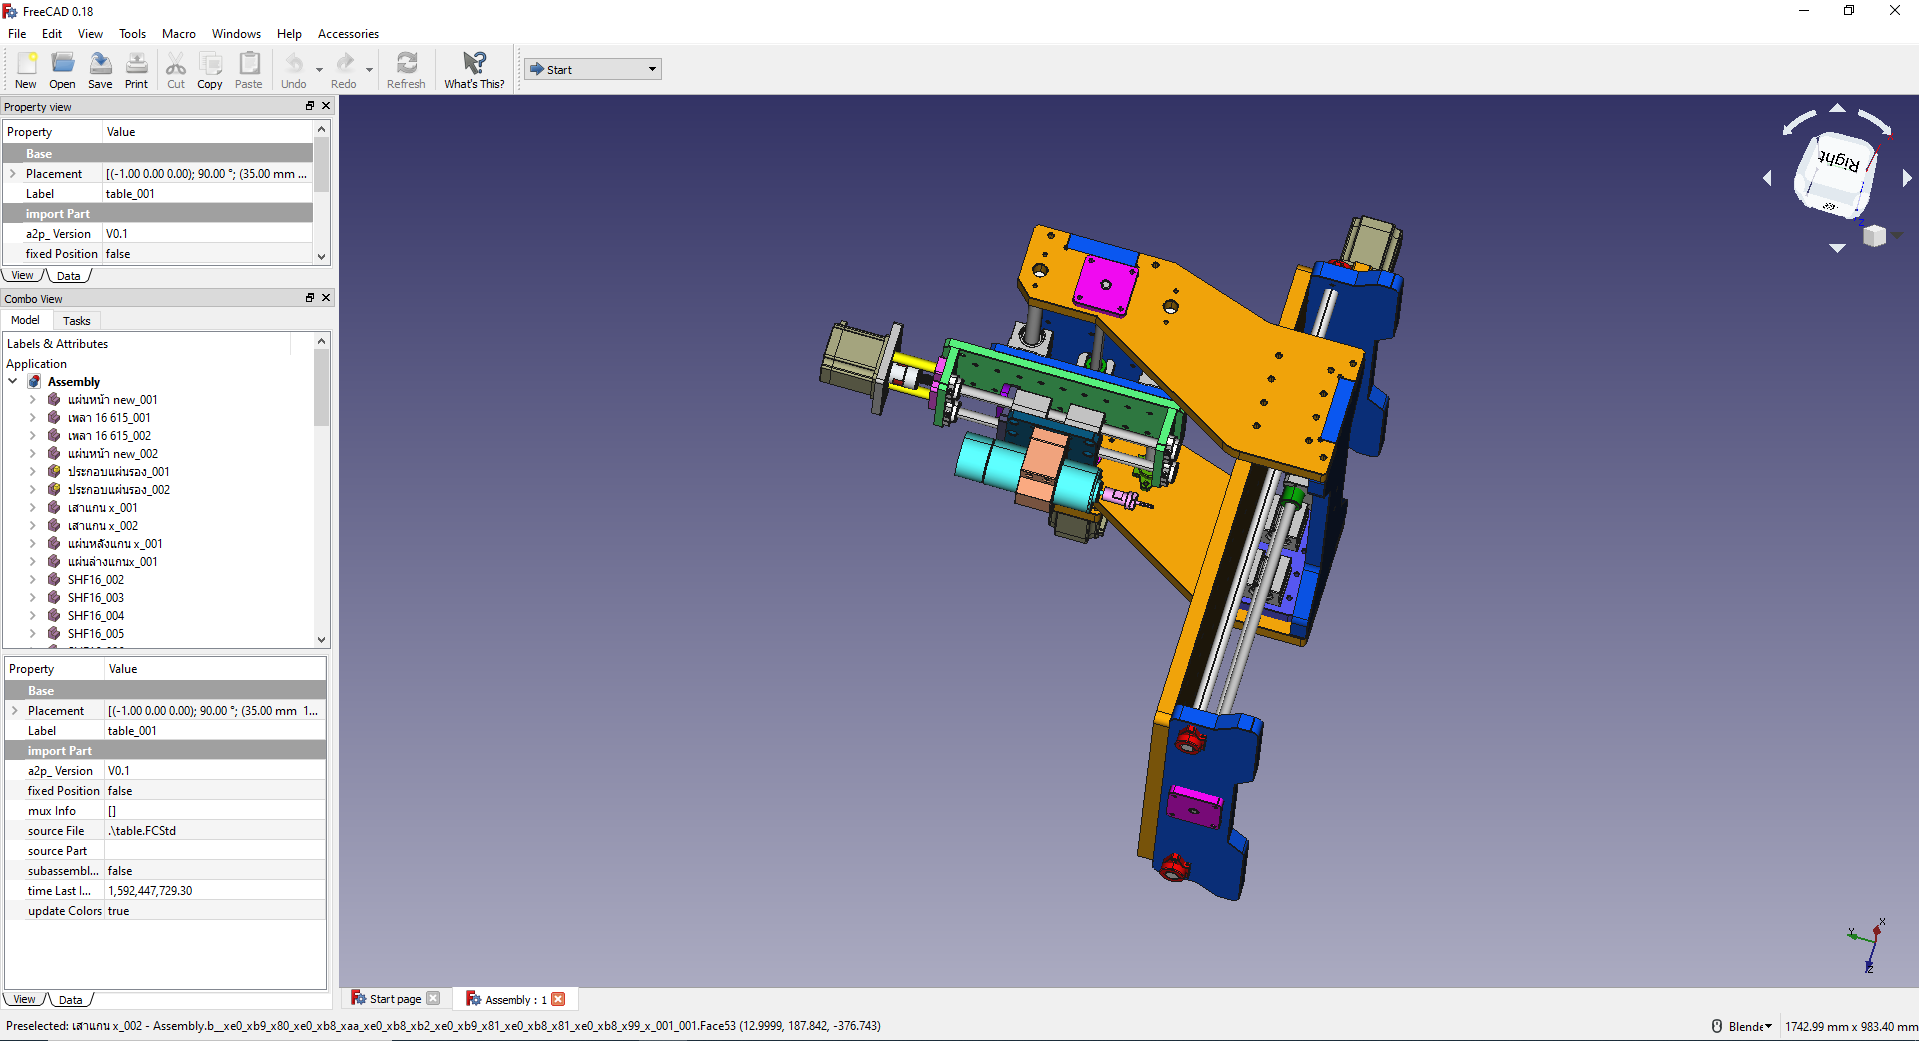 FreeCAD 0.18
File Edit View Tools Macro Windows Help Accessories
New Open Save Print Cut Copy Paste Undo Redo Refresh What's This? Start
Property view
Property Value
Base
Placement [(-1.00 0.00 0.00); 90.00 °; (35.00 mm ...
Label table_001
import Part
a2p_ Version V0.1
fixed Position false
View Data
Combo View
Model Tasks
Labels & Attributes
Application
Assembly
แผ่นหน้า new_001
เพลา 16 615_001
เพลา 16 615_002
แผ่นหน้า new_002
ประกอบแผ่นรอง_001
ประกอบแผ่นรอง_002
เสาแกน x_001
เสาแกน x_002
แผ่นหลังแกน x_001
แผ่นล่างแกนx_001
SHF16_002
SHF16_003
SHF16_004
SHF16_005
Property Value
Base
Placement [(-1.00 0.00 0.00); 90.00 °; (35.00 mm 1...
Label table_001
import Part
a2p_ Version V0.1
fixed Position false
mux Info []
source File .\table.FCStd
source Part
subassembl... false
time Last I... 1,592,447,729.30
update Colors true
View Data
Right
X
Y
Z
Start page Assembly : 1
Preselected: เสาแกน x_002 - Assembly.b__xe0_xb9_x80_xe0_xb8_xaa_xe0_xb8_xb2_xe0_xb9_x81_xe0_xb8_x81_xe0_xb8_x99_x_001_001.Face53 (12.9999, 187.842, -376.743)
Blende 1742.99 mm x 983.40 mm